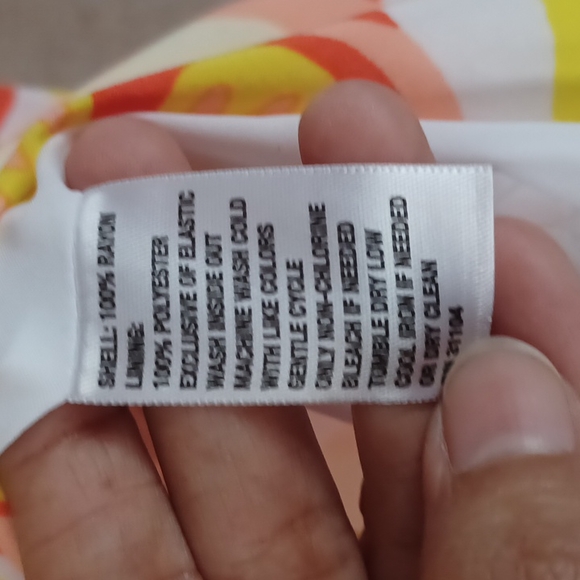 SHELL: 100% RAYON
LINING:
100% POLYESTER
EXCLUSIVE OF ELASTIC
WASH INSIDE OUT
MACHINE WASH COLD
WITH LIKE COLORS
GENTLE CYCLE
ONLY NON-CHLORINE
BLEACH IF NEEDED
TUMBLE DRY LOW
COOL IRON IF NEEDED
OR DRY CLEAN